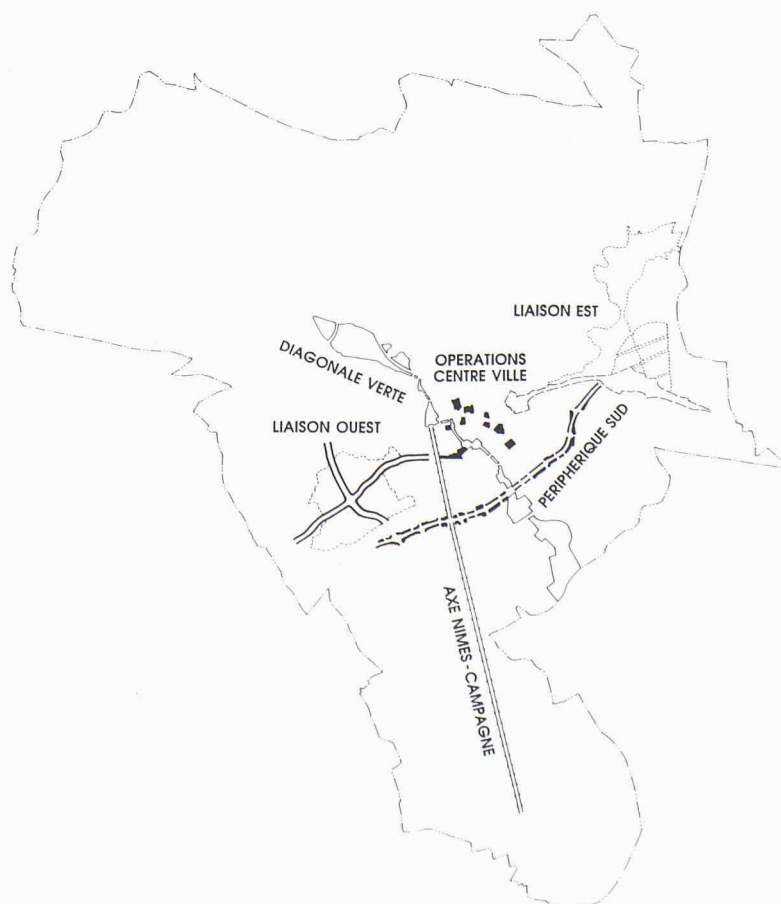 LIAISON EST
DIAGONALE VERTE
OPERATIONS
CENTRE VILLE
LIAISON OUEST
PERIPHERIQUE SUD
AXE NIMES - CAMPAGNE